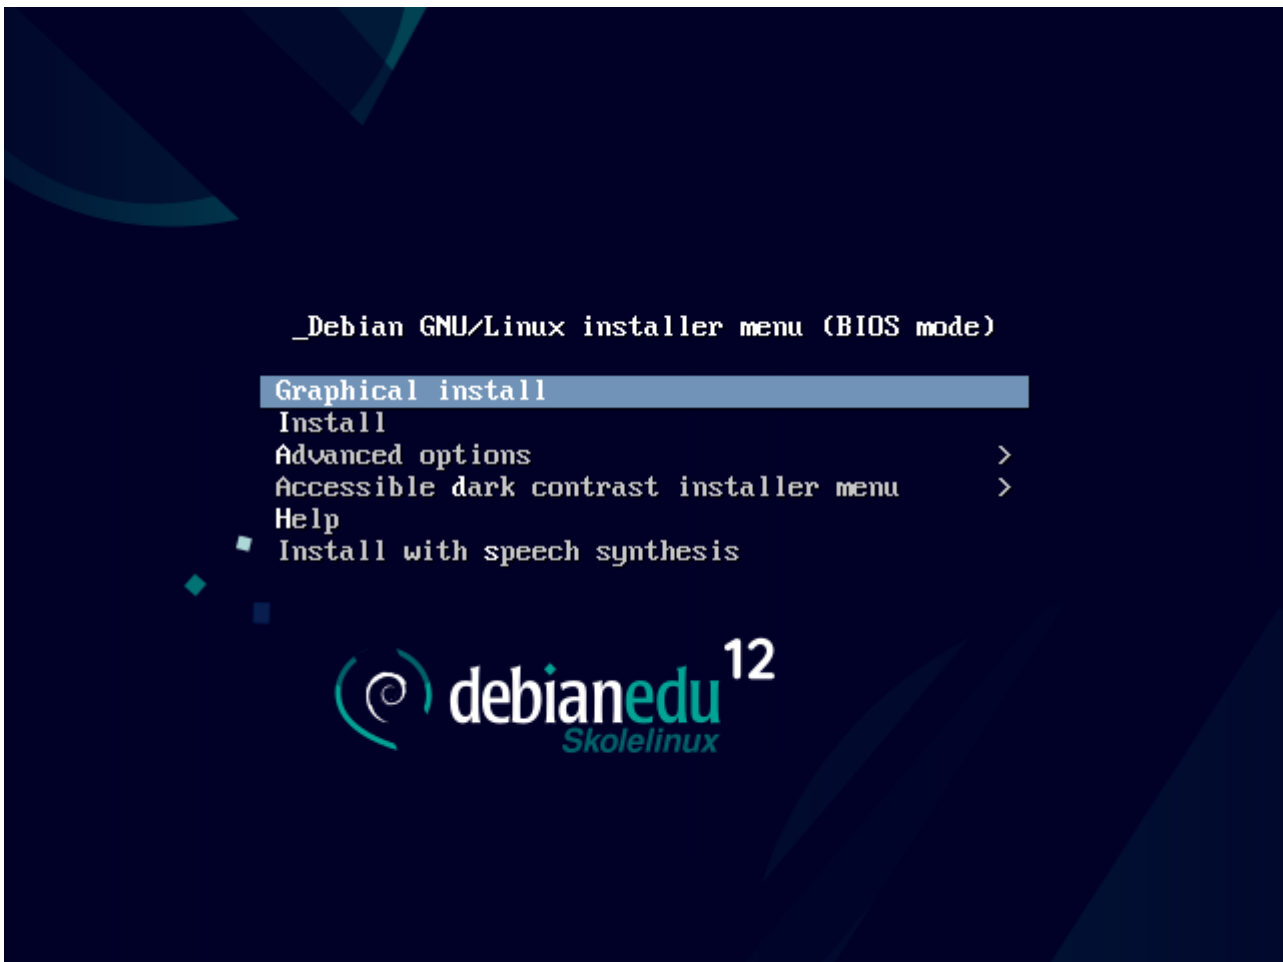 _Debian GNU/Linux installer menu (BIOS mode)
Graphical install
Install
Advanced options >
Accessible dark contrast installer menu >
Help
Install with speech synthesis
debianedu 12
Skolelinux